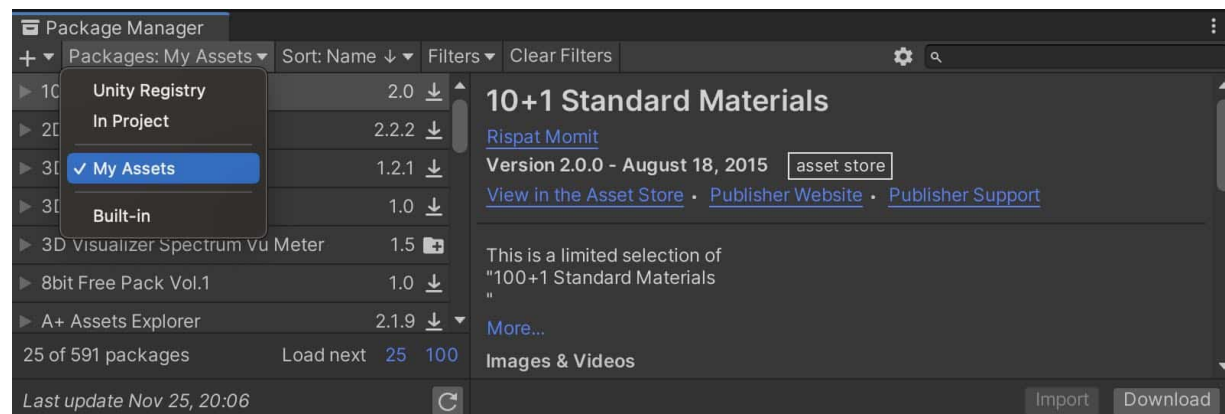 Package Manager
+ Packages: My Assets Sort: Name ↓ Filters Clear Filters
Unity Registry
In Project
✓ My Assets
Built-in
10 2.0
2D 2.2.2
3D 1.2.1
3D 1.0
3D Visualizer Spectrum Vu Meter 1.5
8bit Free Pack Vol.1 1.0
A+ Assets Explorer 2.1.9
25 of 591 packages Load next 25 100
Last update Nov 25, 20:06
10+1 Standard Materials
Rispat Momit
Version 2.0.0 - August 18, 2015 asset store
View in the Asset Store • Publisher Website • Publisher Support
This is a limited selection of
"100+1 Standard Materials
"
More...
Images & Videos
Import Download